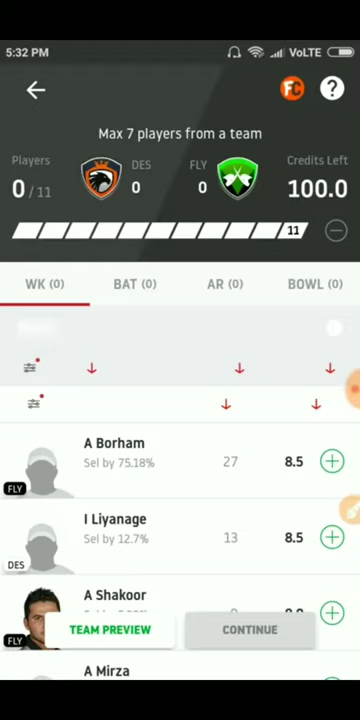 5:32 PM VoLTE
FC ?
Max 7 players from a team
Players DES FLY Credits Left
0 / 11 0 0 100.0
11
WK (0) BAT (0) AR (0) BOWL (0)
A Borham
Sel by 75.18% 27 8.5
FLY
I Liyanage
Sel by 12.7% 13 8.5
DES
A Shakoor
FLY
TEAM PREVIEW CONTINUE
A Mirza